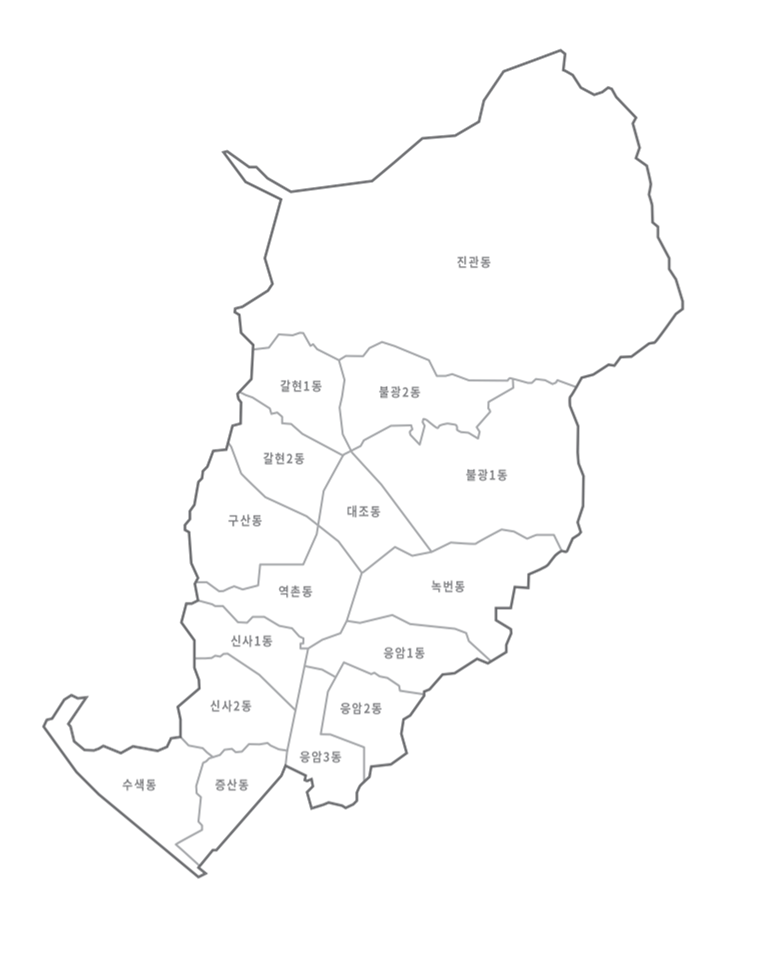 진관동
갈현1동
불광2동
갈현2동
불광1동
대조동
구산동
녹번동
역촌동
신사1동
응암1동
신사2동
응암2동
응암3동
수색동
증산동